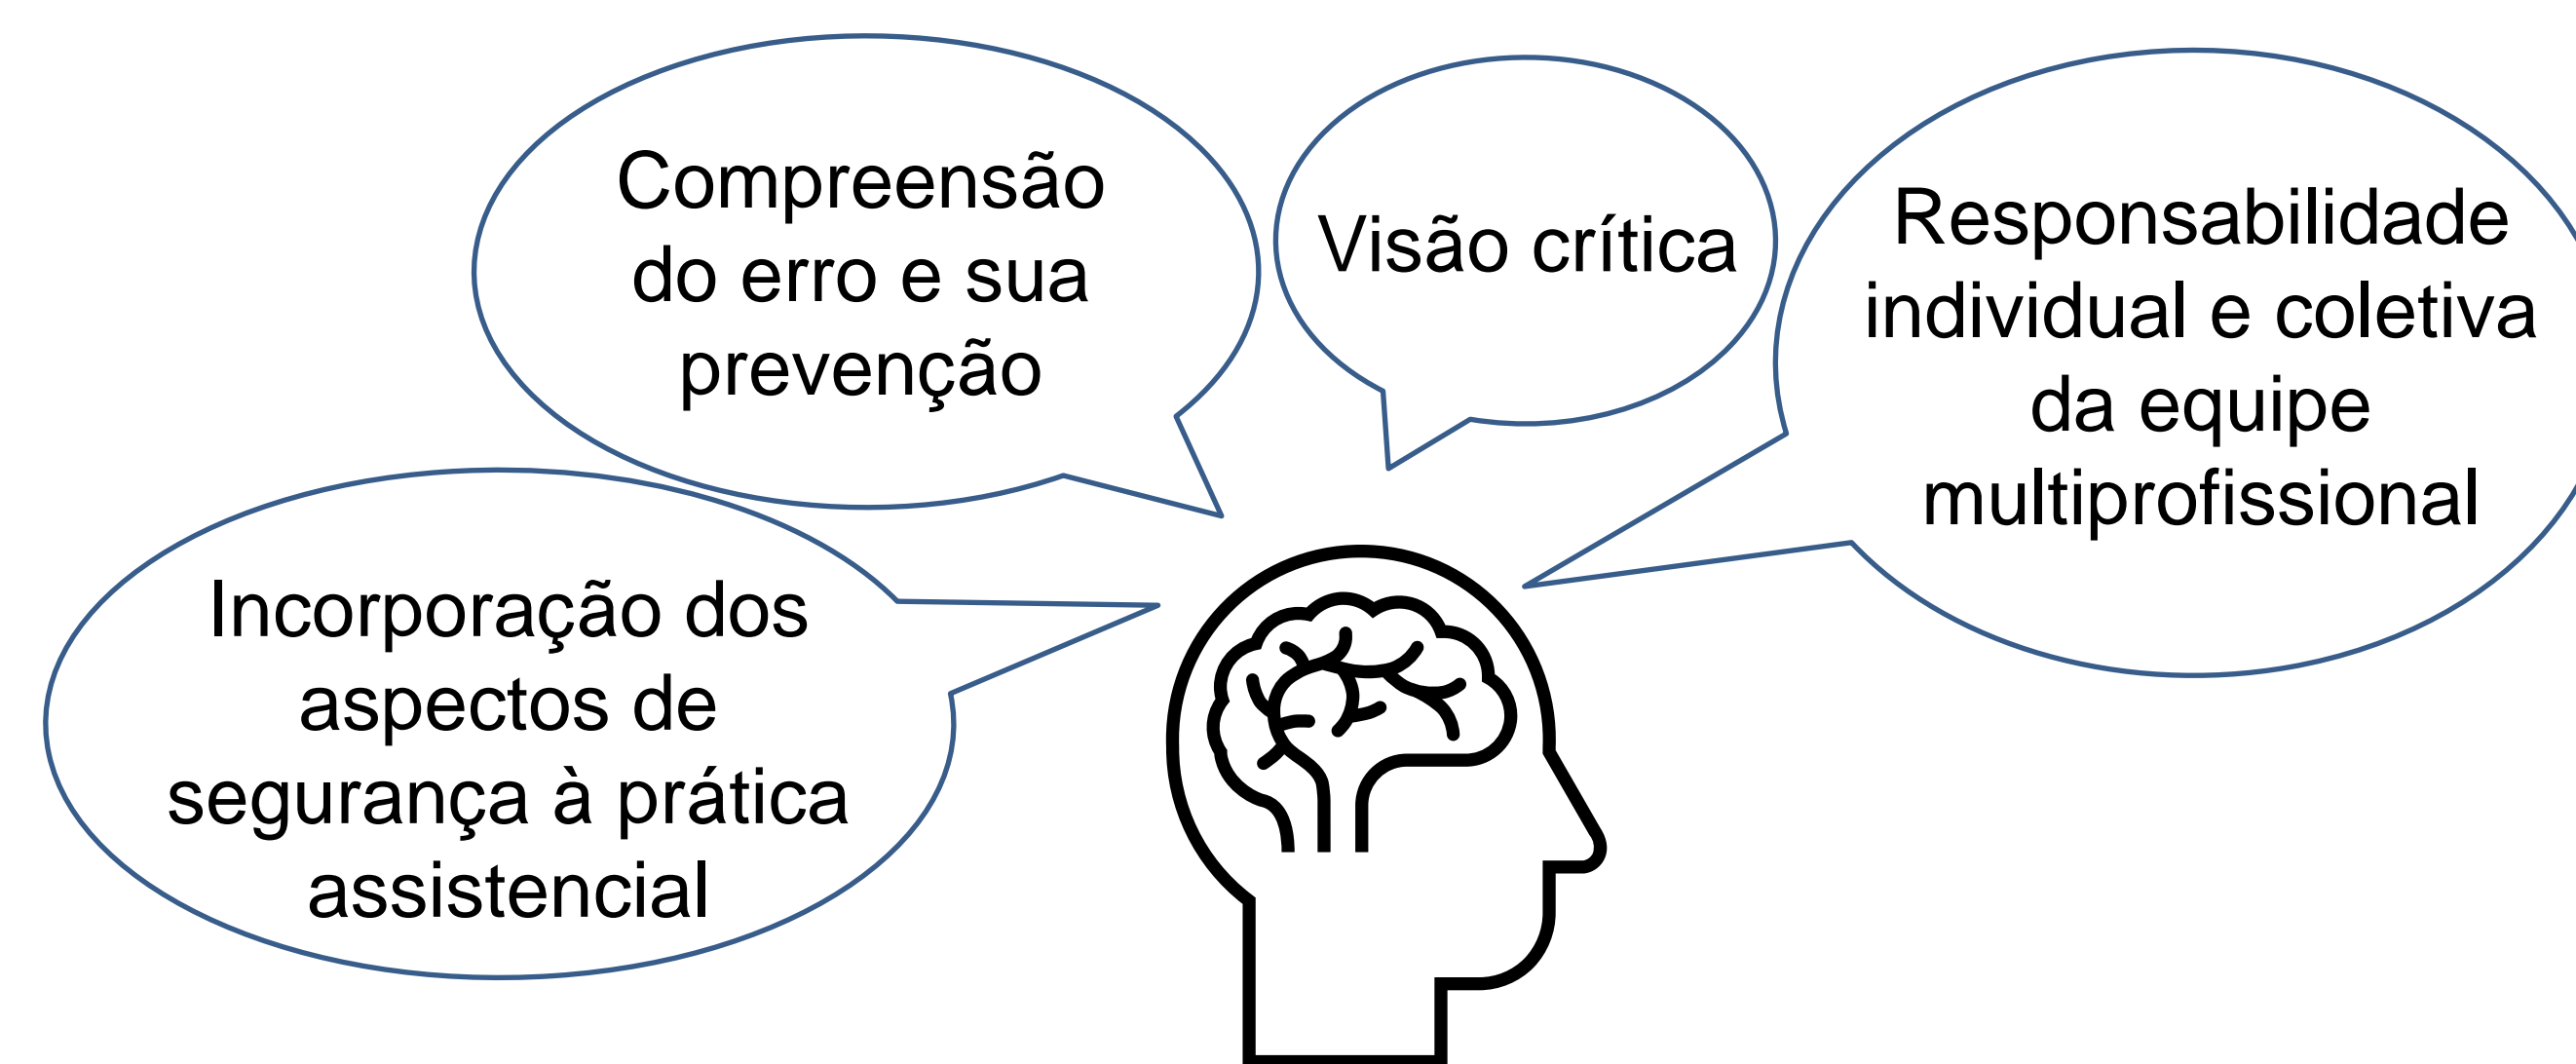 Compreensão
do erro e sua
prevenção
Visão crítica
Responsabilidade
individual e coletiva
da equipe
multiprofissional
Incorporação dos
aspectos de
segurança à prática
assistencial